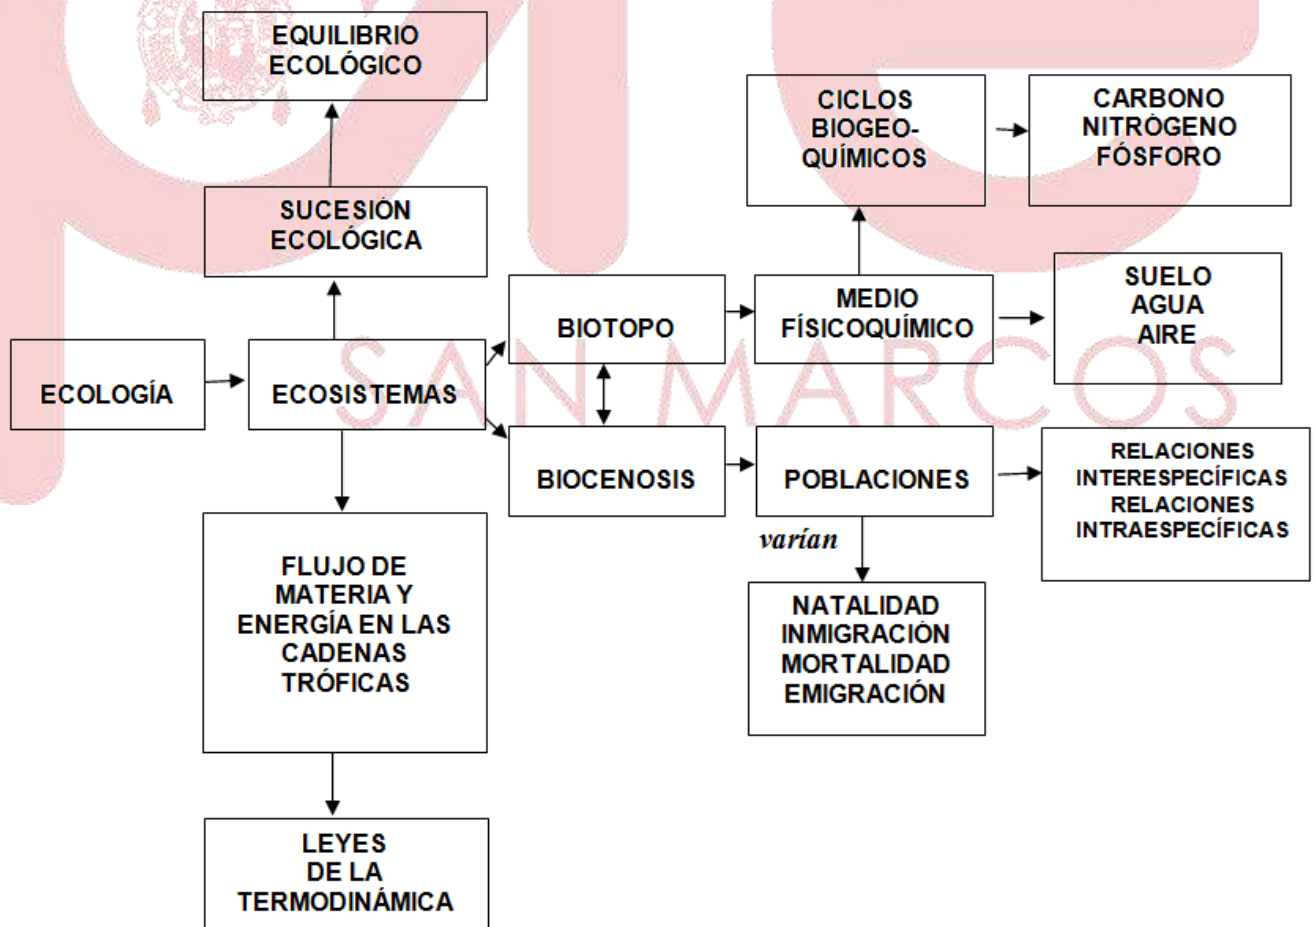 EQUILIBRIO
ECOLÓGICO
CICLOS
BIOGEO-
QUÍMICOS
CARBONO
NITRÓGENO
FÓSFORO
SUCESIÓN
ECOLÓGICA
SUELO
AGUA
AIRE
BIOTOPO
MEDIO
FÍSICOQUÍMICO
ECOLOGÍA
ECOSISTEMAS
SAN MARCOS
BIOCENOSIS
POBLACIONES
RELACIONES
INTERESPECÍFICAS
RELACIONES
INTRAESPECÍFICAS
varían
FLUJO DE
MATERIA Y
ENERGÍA EN LAS
CADENAS
TRÓFICAS
NATALIDAD
INMIGRACIÓN
MORTALIDAD
EMIGRACIÓN
LEYES
DE LA
TERMODINÁMICA